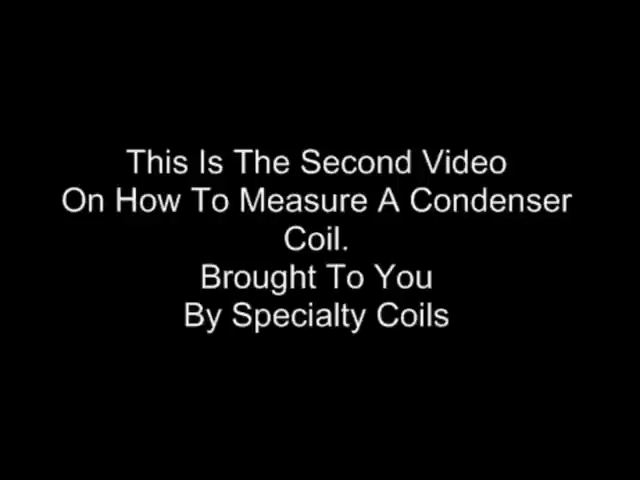 This Is The Second Video
On How To Measure A Condenser
Coil.
Brought To You
By Specialty Coils